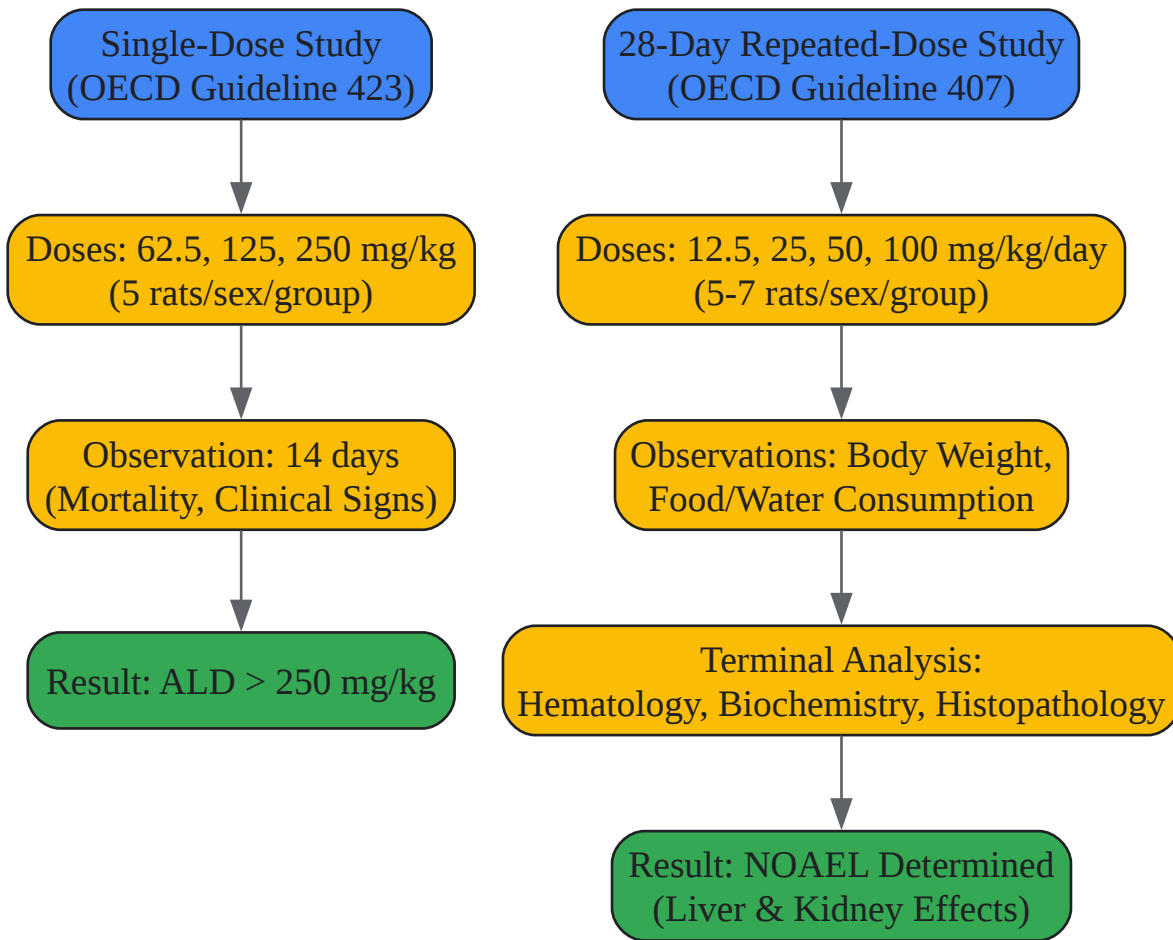 Single-Dose Study
(OECD Guideline 423)
Doses: 62.5, 125, 250 mg/kg
(5 rats/sex/group)
Observation: 14 days
(Mortality, Clinical Signs)
Result: ALD > 250 mg/kg
28-Day Repeated-Dose Study
(OECD Guideline 407)
Doses: 12.5, 25, 50, 100 mg/kg/day
(5-7 rats/sex/group)
Observations: Body Weight,
Food/Water Consumption
Terminal Analysis:
Hematology, Biochemistry, Histopathology
Result: NOAEL Determined
(Liver & Kidney Effects)